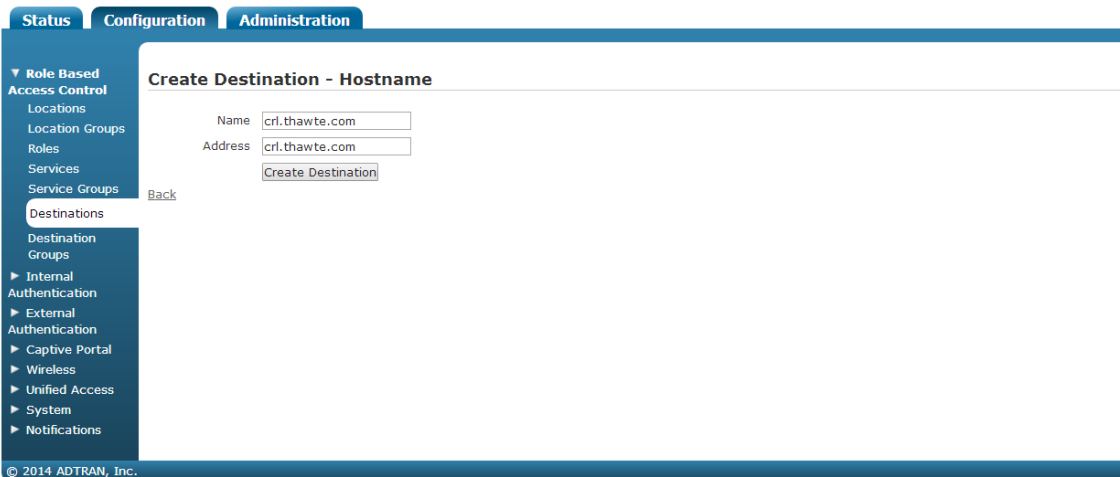 Status Configuration Administration
Role Based
Access Control
Locations
Location Groups
Roles
Services
Service Groups
Destinations
Destination
Groups
Internal
Authentication
External
Authentication
Captive Portal
Wireless
Unified Access
System
Notifications
Create Destination - Hostname
Name crl.thawte.com
Address crl.thawte.com
Create Destination
Back
© 2014 ADTRAN, Inc.